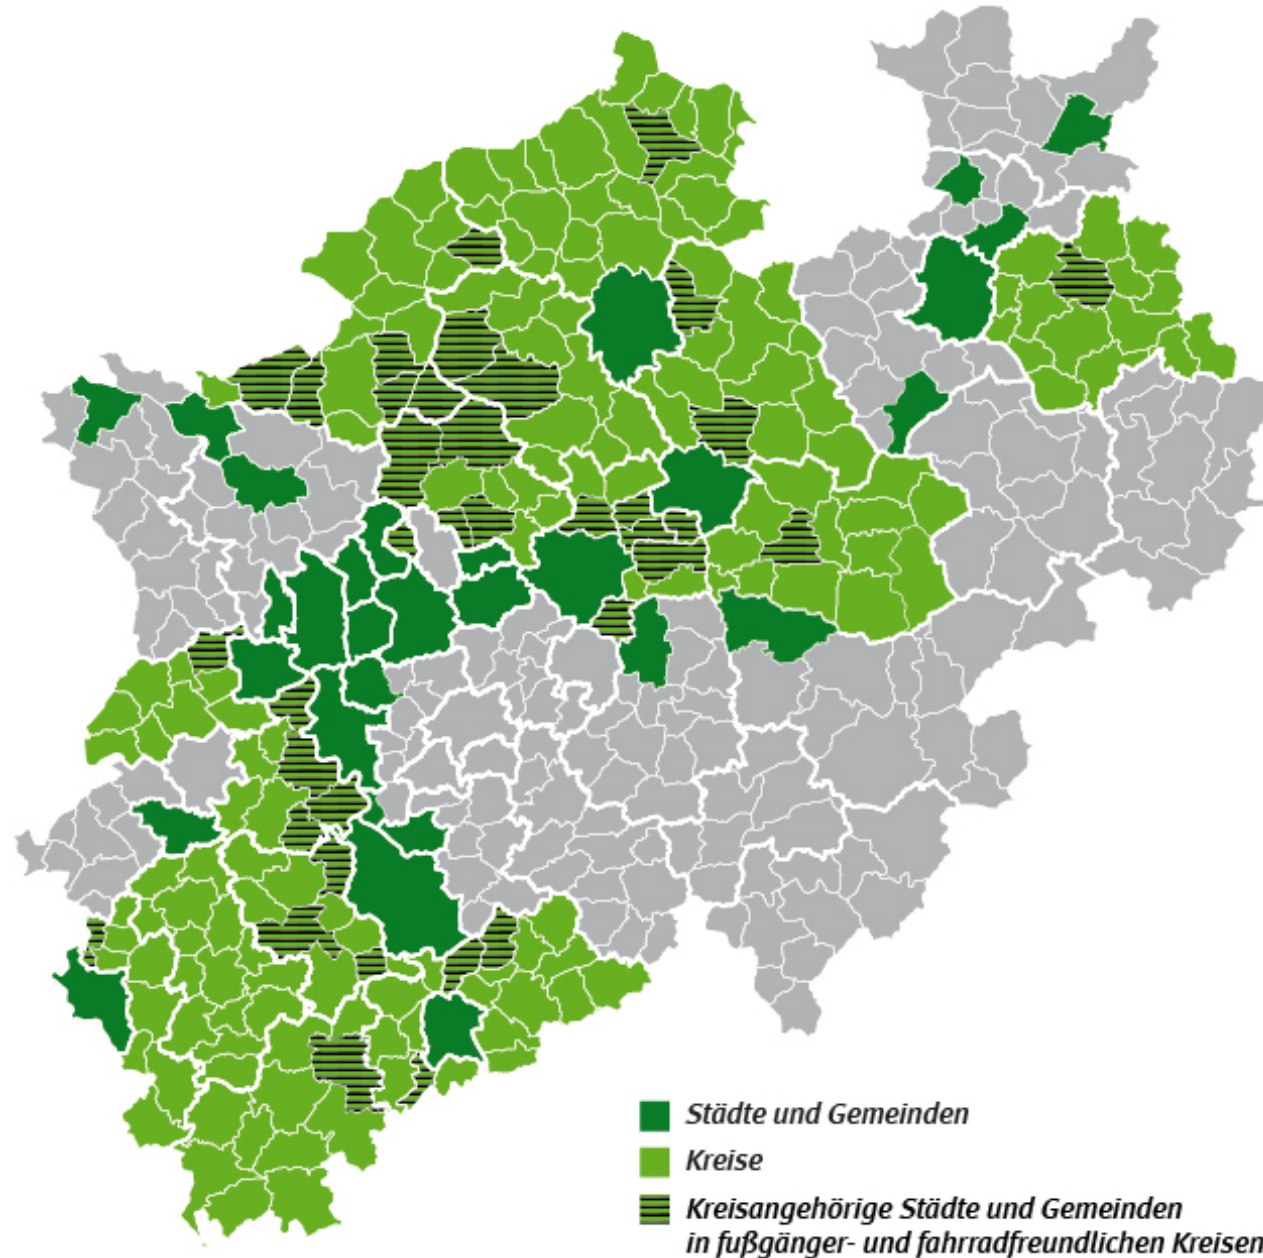 Städte und Gemeinden
Kreise
Kreisangehörige Städte und Gemeinden
in fußgänger- und fahrradfreundlichen Kreisen